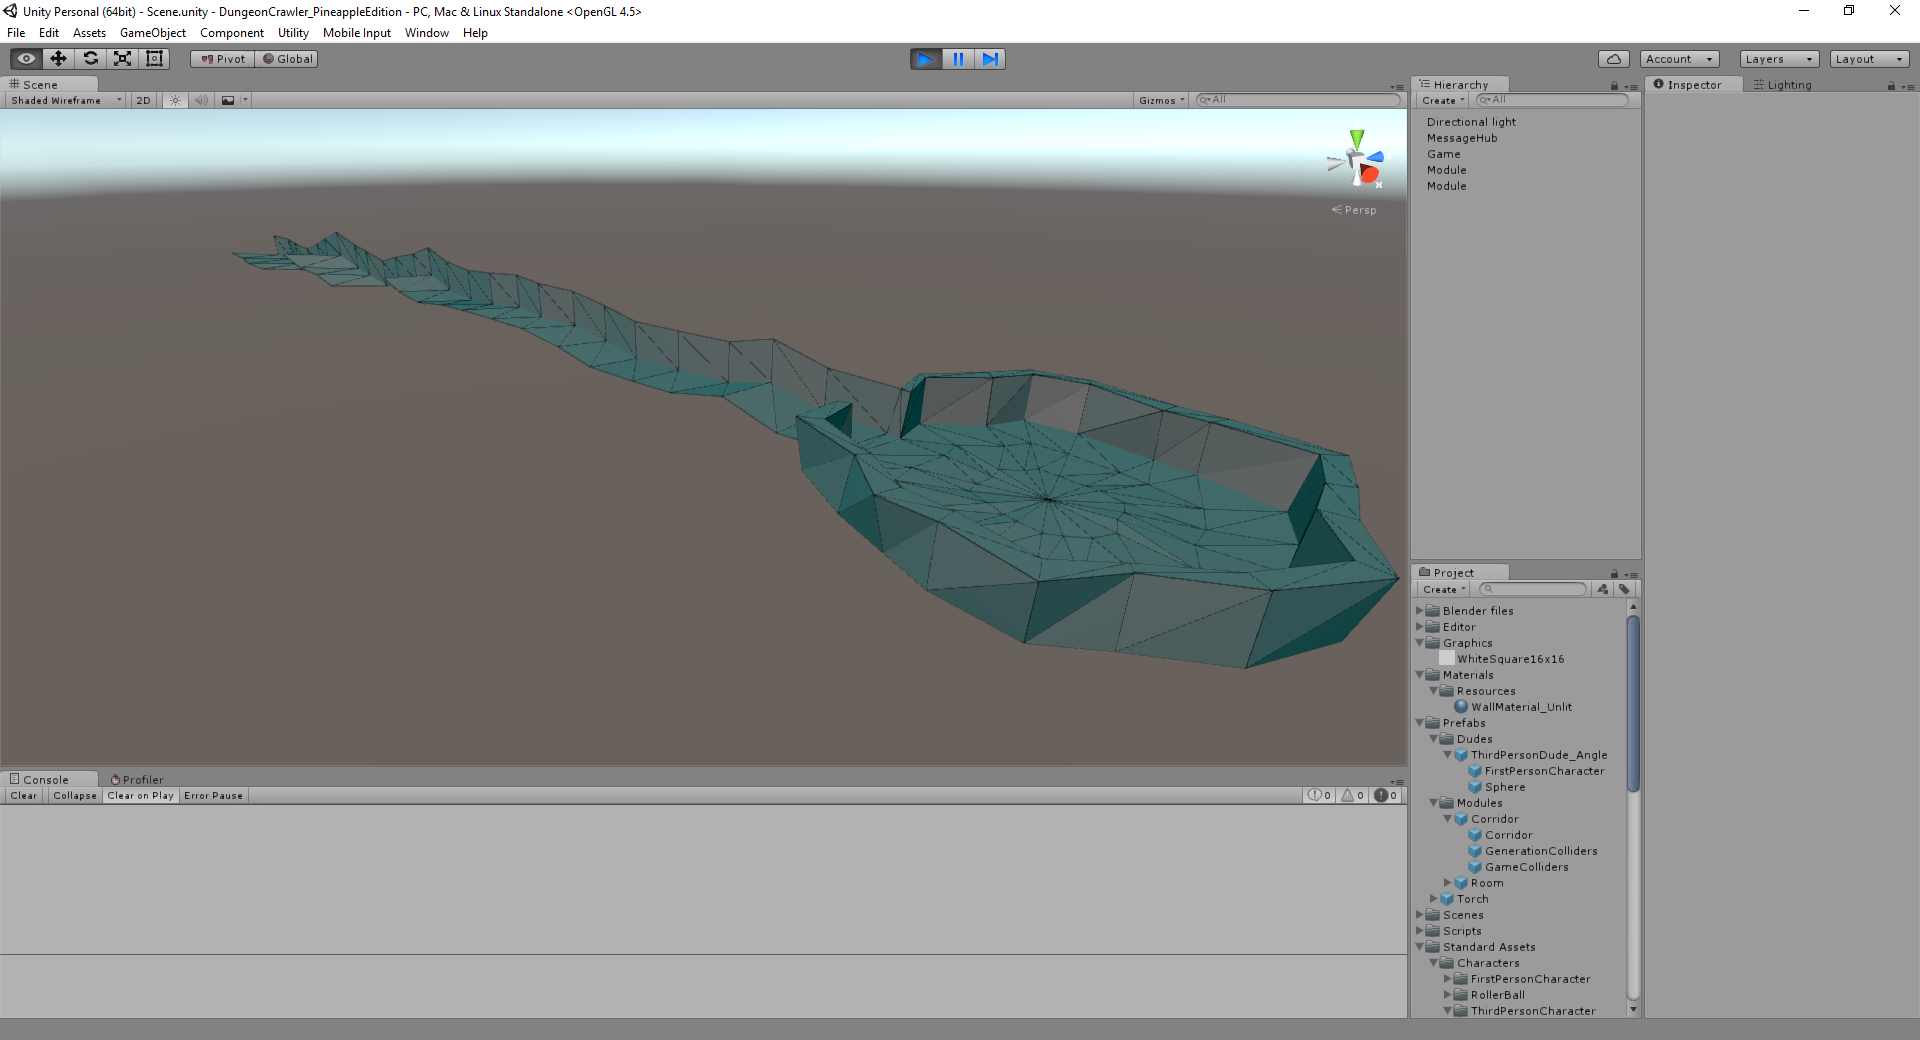 Unity Personal (64bit) - Scene.unity - DungeonCrawler_PineappleEdition - PC, Mac & Linux Standalone <OpenGL 4.5>
File Edit Assets GameObject Component Utility Mobile Input Window Help
Pivot Global Account Layers Layout
Scene
Shaded Wireframe 2D Gizmos All
x
Persp
Hierarchy
Create All
Directional light
MessageHub
Game
Module
Module
Inspector Lighting
Project
Create
Blender files
Editor
Graphics
WhiteSquare16x16
Materials
Resources
WallMaterial_Unlit
Prefabs
Dudes
ThirdPersonDude_Angle
FirstPersonCharacter
Sphere
Modules
Corridor
Corridor
GenerationColliders
GameColliders
Room
Torch
Scenes
Scripts
Standard Assets
Characters
FirstPersonCharacter
RollerBall
ThirdPersonCharacter
Console Profiler
Clear Collapse Clear on Play Error Pause 0 0 0